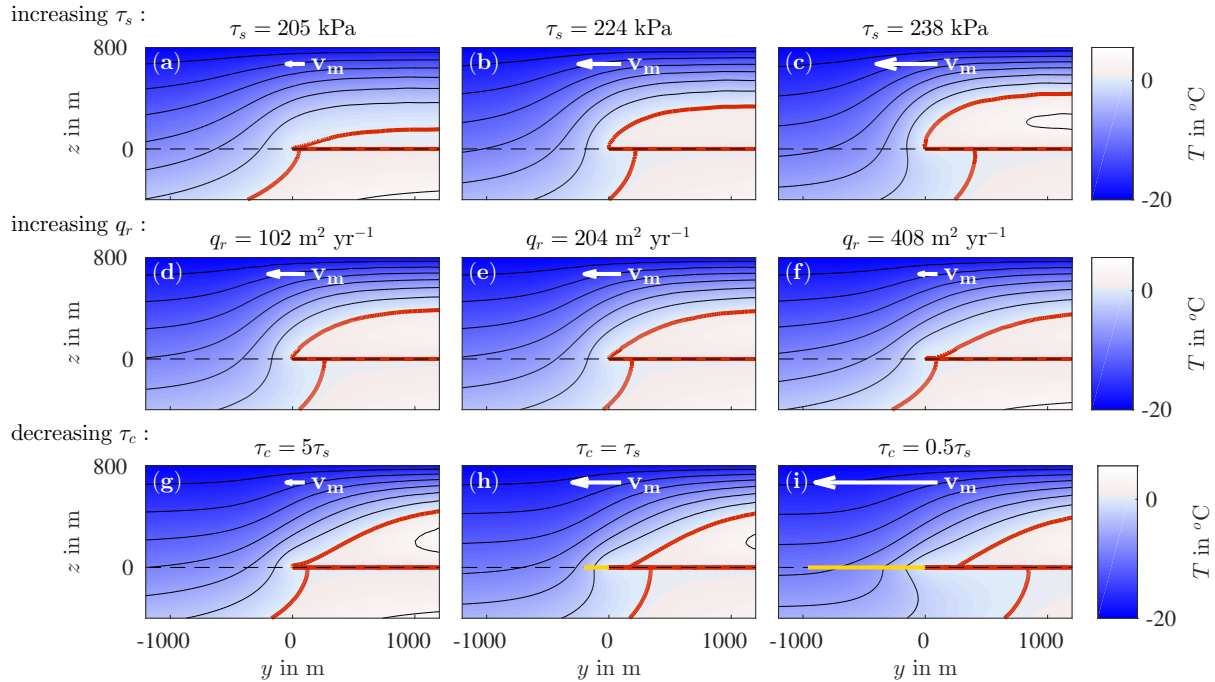 increasing τ_s :
τ_s = 205 kPa τ_s = 224 kPa τ_s = 238 kPa
800
(a) v_m (b) v_m (c) v_m
0
z in m
0
-20
T in °C
increasing q_r :
q_r = 102 m² yr⁻¹ q_r = 204 m² yr⁻¹ q_r = 408 m² yr⁻¹
800
(d) v_m (e) v_m (f) v_m
0
z in m
0
-20
T in °C
decreasing τ_c :
τ_c = 5τ_s τ_c = τ_s τ_c = 0.5τ_s
800
(g) v_m (h) v_m (i) v_m
0
z in m
0
-20
T in °C
-1000 0 1000 -1000 0 1000 -1000 0 1000
y in m y in m y in m